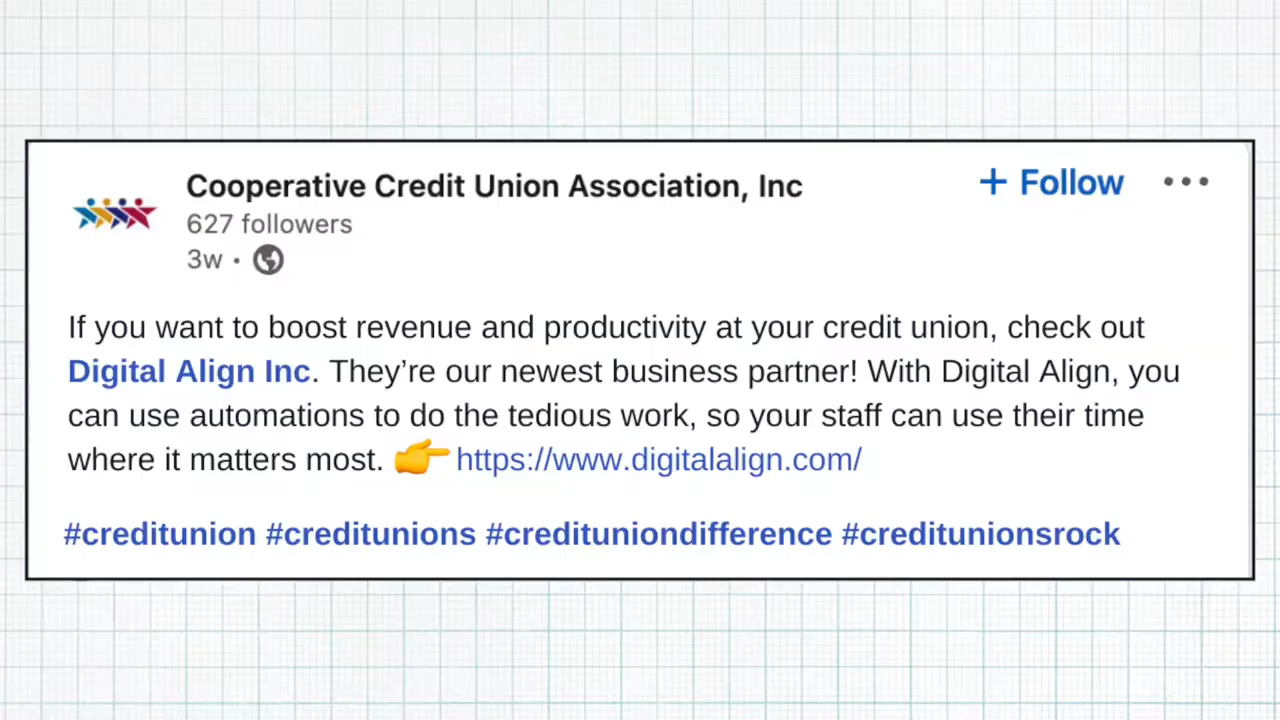 Cooperative Credit Union Association, Inc
+ Follow
627 followers
3w •
If you want to boost revenue and productivity at your credit union, check out
Digital Align Inc. They’re our newest business partner! With Digital Align, you
can use automations to do the tedious work, so your staff can use their time
where it matters most. 👉 https://www.digitalalign.com/
#creditunion #creditunions #credituniondifference #creditunionsrock